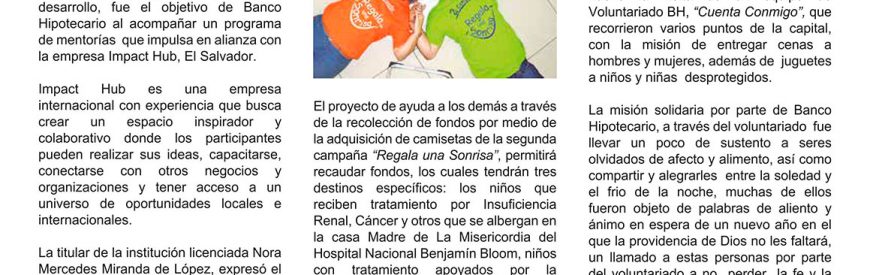 desarrollo, fue el objetivo de Banco
Hipotecario al acompañar un programa
de mentorías que impulsa en alianza con
la empresa Impact Hub, El Salvador.
Impact Hub es una empresa
internacional con experiencia que busca
crear un espacio inspirador y
colaborativo donde los participantes
pueden realizar sus ideas, capacitarse,
conectarse con otros negocios y
organizaciones y tener acceso a un
universo de oportunidades locales e
internacionales.
La titular de la institución licenciada Nora
Mercedes Miranda de López, expresó el
Regala
Sonrisa
Regala
Sonrisa
El proyecto de ayuda a los demás a través
de la recolección de fondos por medio de
la adquisición de camisetas de la segunda
campaña “Regala una Sonrisa”, permitirá
recaudar fondos, los cuales tendrán tres
destinos específicos: los niños que
reciben tratamiento por Insuficiencia
Renal, Cáncer y otros que se albergan en
la casa Madre de La Misericordia del
Hospital Nacional Benjamín Bloom, niños
con tratamiento apoyados por la
Voluntariado BH, “Cuenta Conmigo”, que
recorrieron varios puntos de la capital,
con la misión de entregar cenas a
hombres y mujeres, además de juguetes
a niños y niñas desprotegidos.
La misión solidaria por parte de Banco
Hipotecario, a través del voluntariado fue
llevar un poco de sustento a seres
olvidados de afecto y alimento, así como
compartir y alegrarles entre la soledad y
el frio de la noche, muchas de ellos
fueron objeto de palabras de aliento y
ánimo en espera de un nuevo año en el
que la providencia de Dios no les faltará,
un llamado a estas personas por parte
del voluntariado a no perder la fe y la